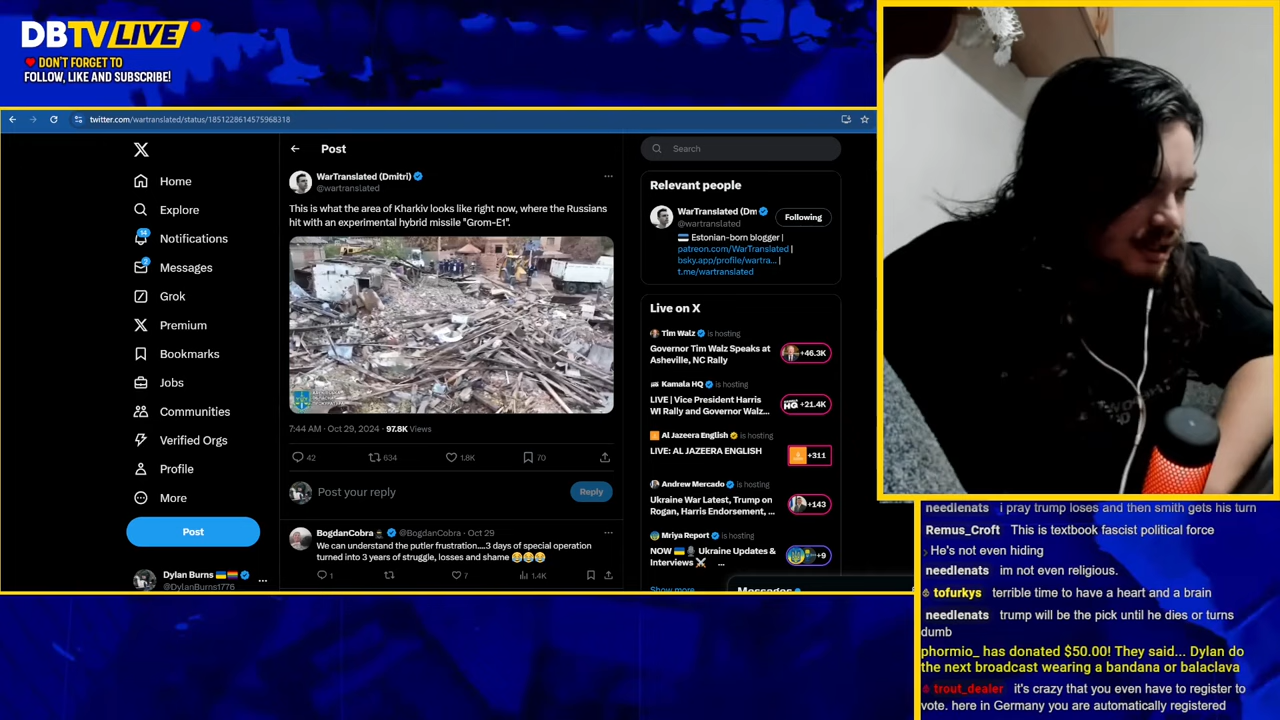 DBTV LIVE
DON'T FORGET TO
FOLLOW, LIKE AND SUBSCRIBE!
twitter.com/wartranslated/status/1851228614575968318
Home
Explore
14
Notifications
2
Messages
Grok
Premium
Bookmarks
Jobs
Communities
Verified Orgs
Profile
More
Post
Dylan Burns
@DylanBurns1776
Post
WarTranslated (Dmitri)
@wartranslated
This is what the area of Kharkiv looks like right now, where the Russians
hit with an experimental hybrid missile "Grom-E1".
7:44 AM · Oct 29, 2024 · 97.8K Views
42
634
1.8K
70
Post your reply
Reply
BogdanCobra @BogdanCobra · Oct 29
We can understand the putler frustration....3 days of special operation
turned into 3 years of struggle, losses and shame
1
7
1.4K
Search
Relevant people
WarTranslated (Dm
@wartranslated
Following
Estonian-born blogger |
patreon.com/WarTranslated |
bsky.app/profile/wartra... |
t.me/wartranslated
Live on X
Tim Walz is hosting
Governor Tim Walz Speaks at
Asheville, NC Rally
+46.3K
Kamala HQ is hosting
LIVE | Vice President Harris
WI Rally and Governor Walz...
HQ +21.4K
Al Jazeera English is hosting
LIVE: AL JAZEERA ENGLISH
+311
Andrew Mercado is hosting
Ukraine War Latest, Trump on
Rogan, Harris Endorsement, ...
+143
Mriya Report is hosting
NOW Ukraine Updates &
Interviews ...
+9
Show more
Messages
needlenats i pray trump loses and then smith gets his turn
Remus_Croft This is textbook fascist political force
He's not even hiding
needlenats im not even religious.
tofurkys terrible time to have a heart and a brain
needlenats trump will be the pick until he dies or turns
dumb
phormio_ has donated $50.00! They said... Dylan do
the next broadcast wearing a bandana or balaclava
trout_dealer it's crazy that you even have to register to
vote. here in Germany you are automatically registered